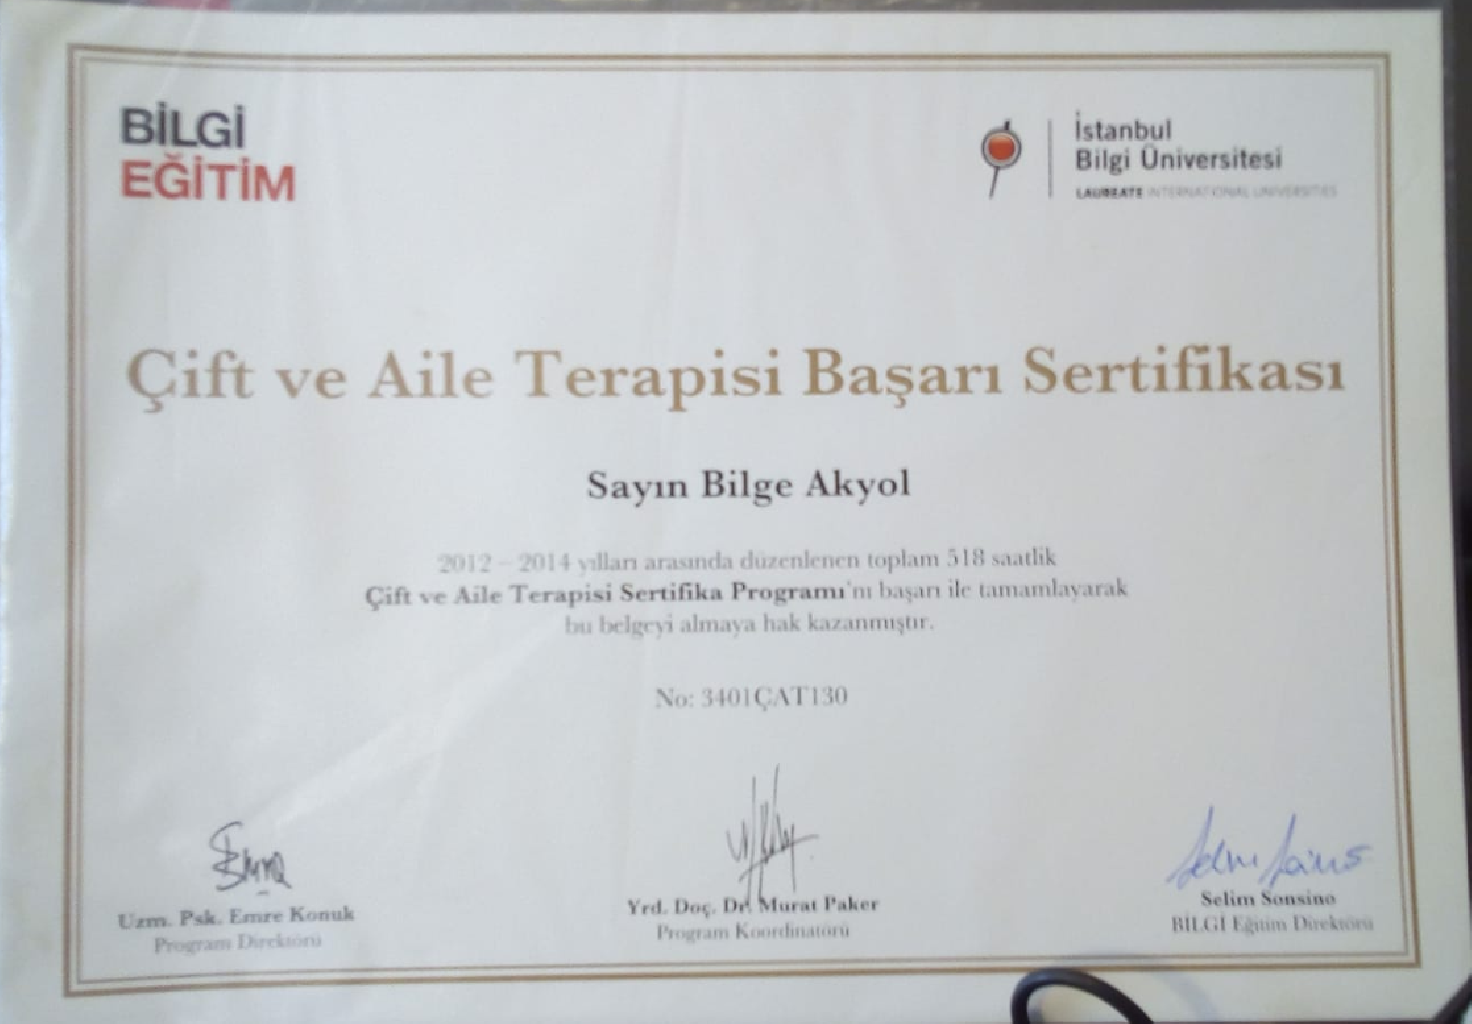 BİLGİ
EĞİTİM
İstanbul
Bilgi Üniversitesi
LAUREATE INTERNATIONAL UNIVERSITIES
Çift ve Aile Terapisi Başarı Sertifikası
Sayın Bilge Akyol
2012 – 2014 yılları arasında düzenlenen toplam 518 saatlik
Çift ve Aile Terapisi Sertifika Programı'nı başarı ile tamamlayarak
bu belgeyi almaya hak kazanmıştır.
No: 3401ÇAT130
Uzm. Psk. Emre Konuk
Program Direktörü
Yrd. Doç. Dr. Murat Paker
Program Koordinatörü
Selim Sonsino
BİLGİ Eğitim Direktörü